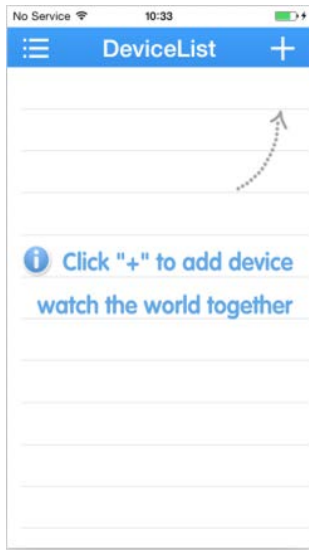 No Service 10:33
DeviceList
Click "+" to add device
watch the world together